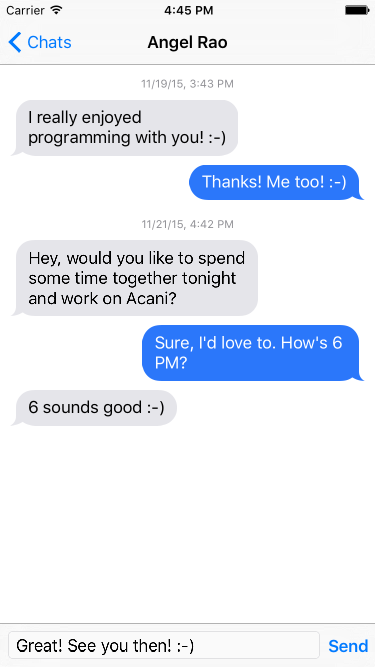 Carrier 4:45 PM
Chats Angel Rao
11/19/15, 3:43 PM
I really enjoyed
programming with you! :-)
Thanks! Me too! :-)
11/21/15, 4:42 PM
Hey, would you like to spend
some time together tonight
and work on Acani?
Sure, I'd love to. How's 6
PM?
6 sounds good :-)
Great! See you then! :-) Send